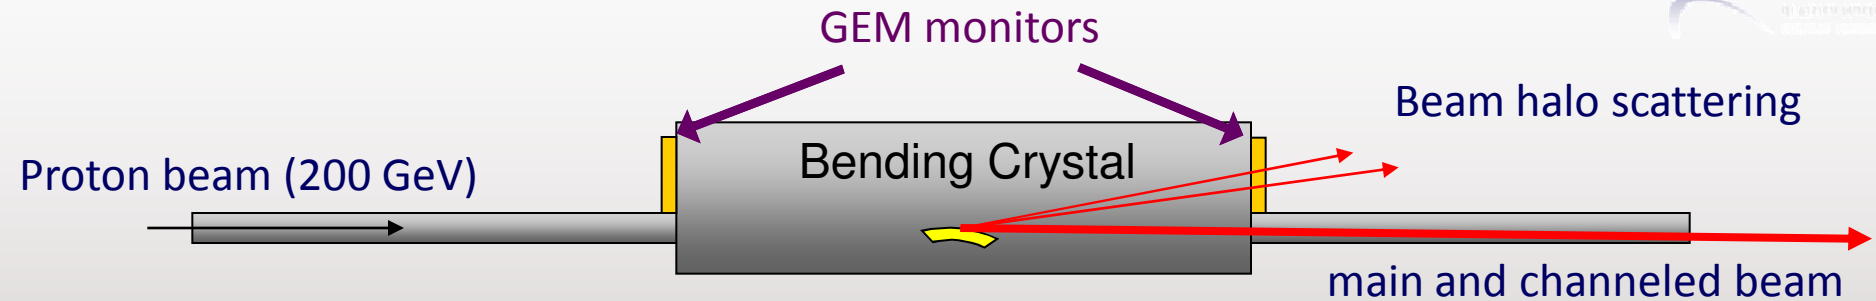 GEM monitors
Beam halo scattering
Proton beam (200 GeV)
Bending Crystal
main and channeled beam